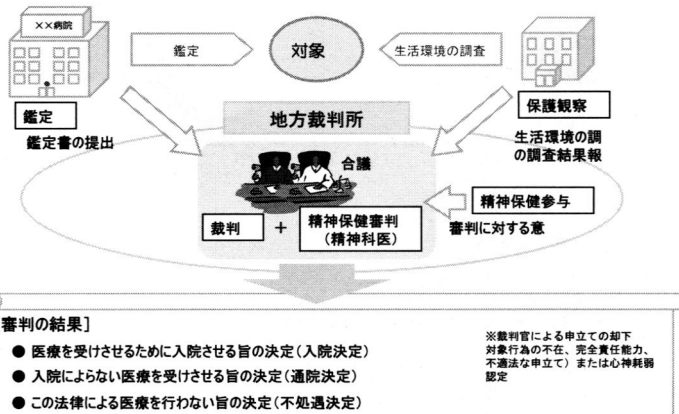 ××病院
鑑定
対象
生活環境の調査
鑑定
鑑定書の提出
地方裁判所
保護観察
生活環境の調
の調査結果報
合議
裁判
+
精神保健審判
(精神科医)
精神保健参与
審判に対する意
審判の結果]
● 医療を受けさせるために入院させる旨の決定(入院決定)
● 入院によらない医療を受けさせる旨の決定(通院決定)
● この法律による医療を行わない旨の決定(不処遇決定)
※裁判官による申立ての却下
対象行為の不在、完全責任能力、
不適法な申立て) または心神耗弱
認定